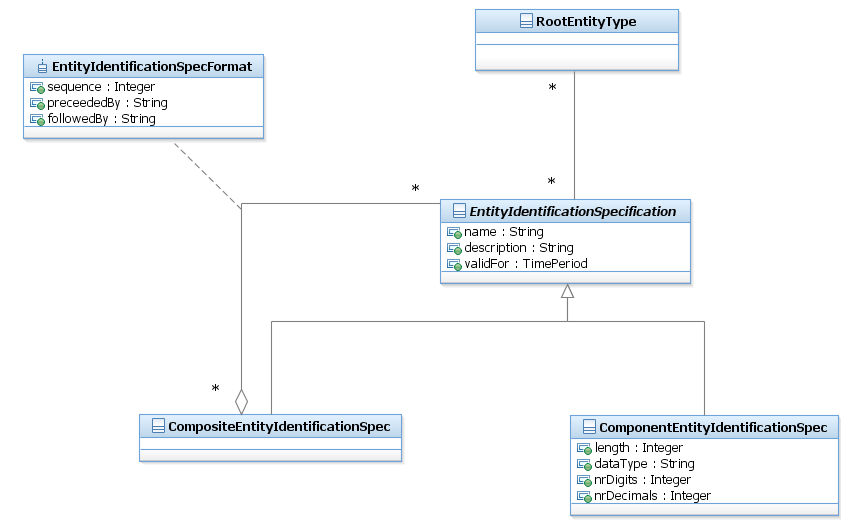 RootEntityType
EntityIdentificationSpecFormat
sequence : Integer
preceededBy : String
followedBy : String
*
*
*
EntityIdentificationSpecification
name : String
description : String
validFor : TimePeriod
*
CompositeEntityIdentificationSpec
ComponentEntityIdentificationSpec
length : Integer
dataType : String
nrDigits : Integer
nrDecimals : Integer